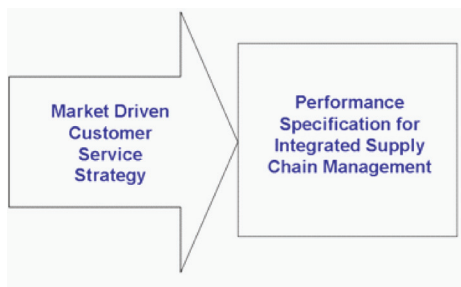 Market Driven
Customer
Service
Strategy
Performance
Specification for
Integrated Supply
Chain Management